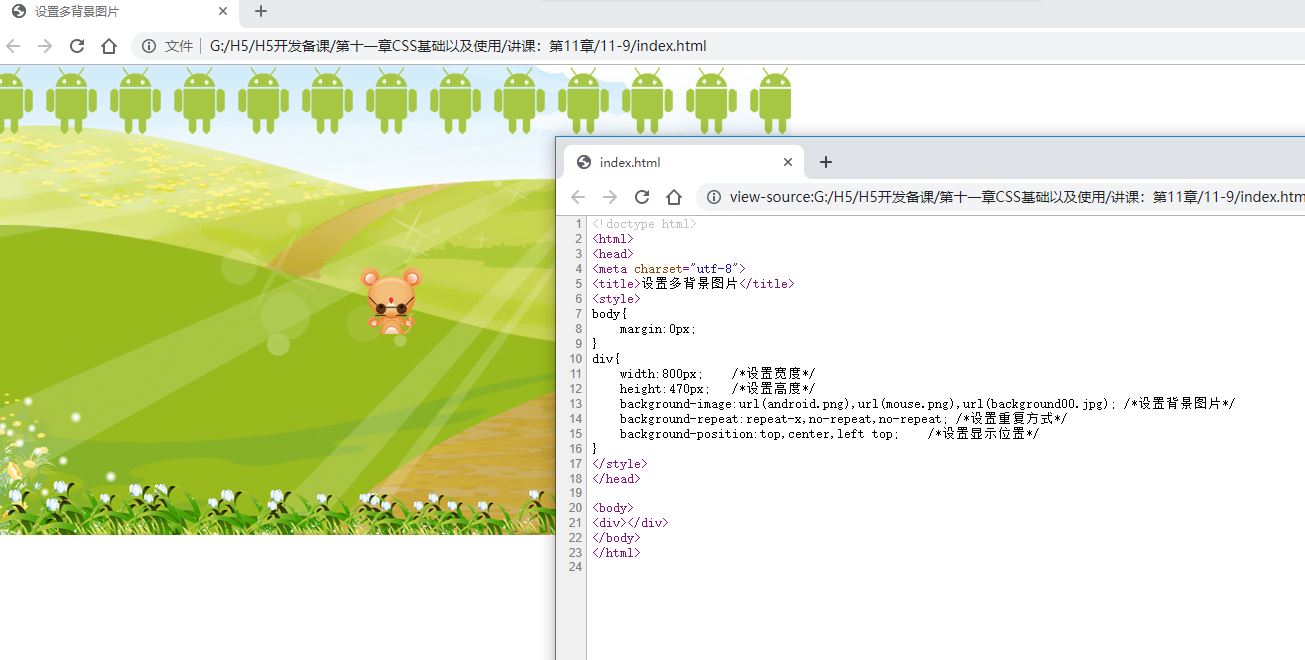 设置多背景图片
文件 G:/H5/H5开发备课/第十一章CSS基础以及使用/讲课：第11章/11-9/index.html
index.html
view-source:G:/H5/H5开发备课/第十一章CSS基础以及使用/讲课：第11章/11-9/index.htm
1 <!doctype html>
2 <html>
3 <head>
4 <meta charset="utf-8">
5 <title>设置多背景图片</title>
6 <style>
7 body{
8 margin:0px;
9 }
10 div{
11 width:800px; /*设置宽度*/
12 height:470px; /*设置高度*/
13 background-image:url(android.png),url(mouse.png),url(background00.jpg); /*设置背景图片*/
14 background-repeat:repeat-x,no-repeat,no-repeat; /*设置重复方式*/
15 background-position:top,center,left top; /*设置显示位置*/
16 }
17 </style>
18 </head>
19
20 <body>
21 <div></div>
22 </body>
23 </html>
24